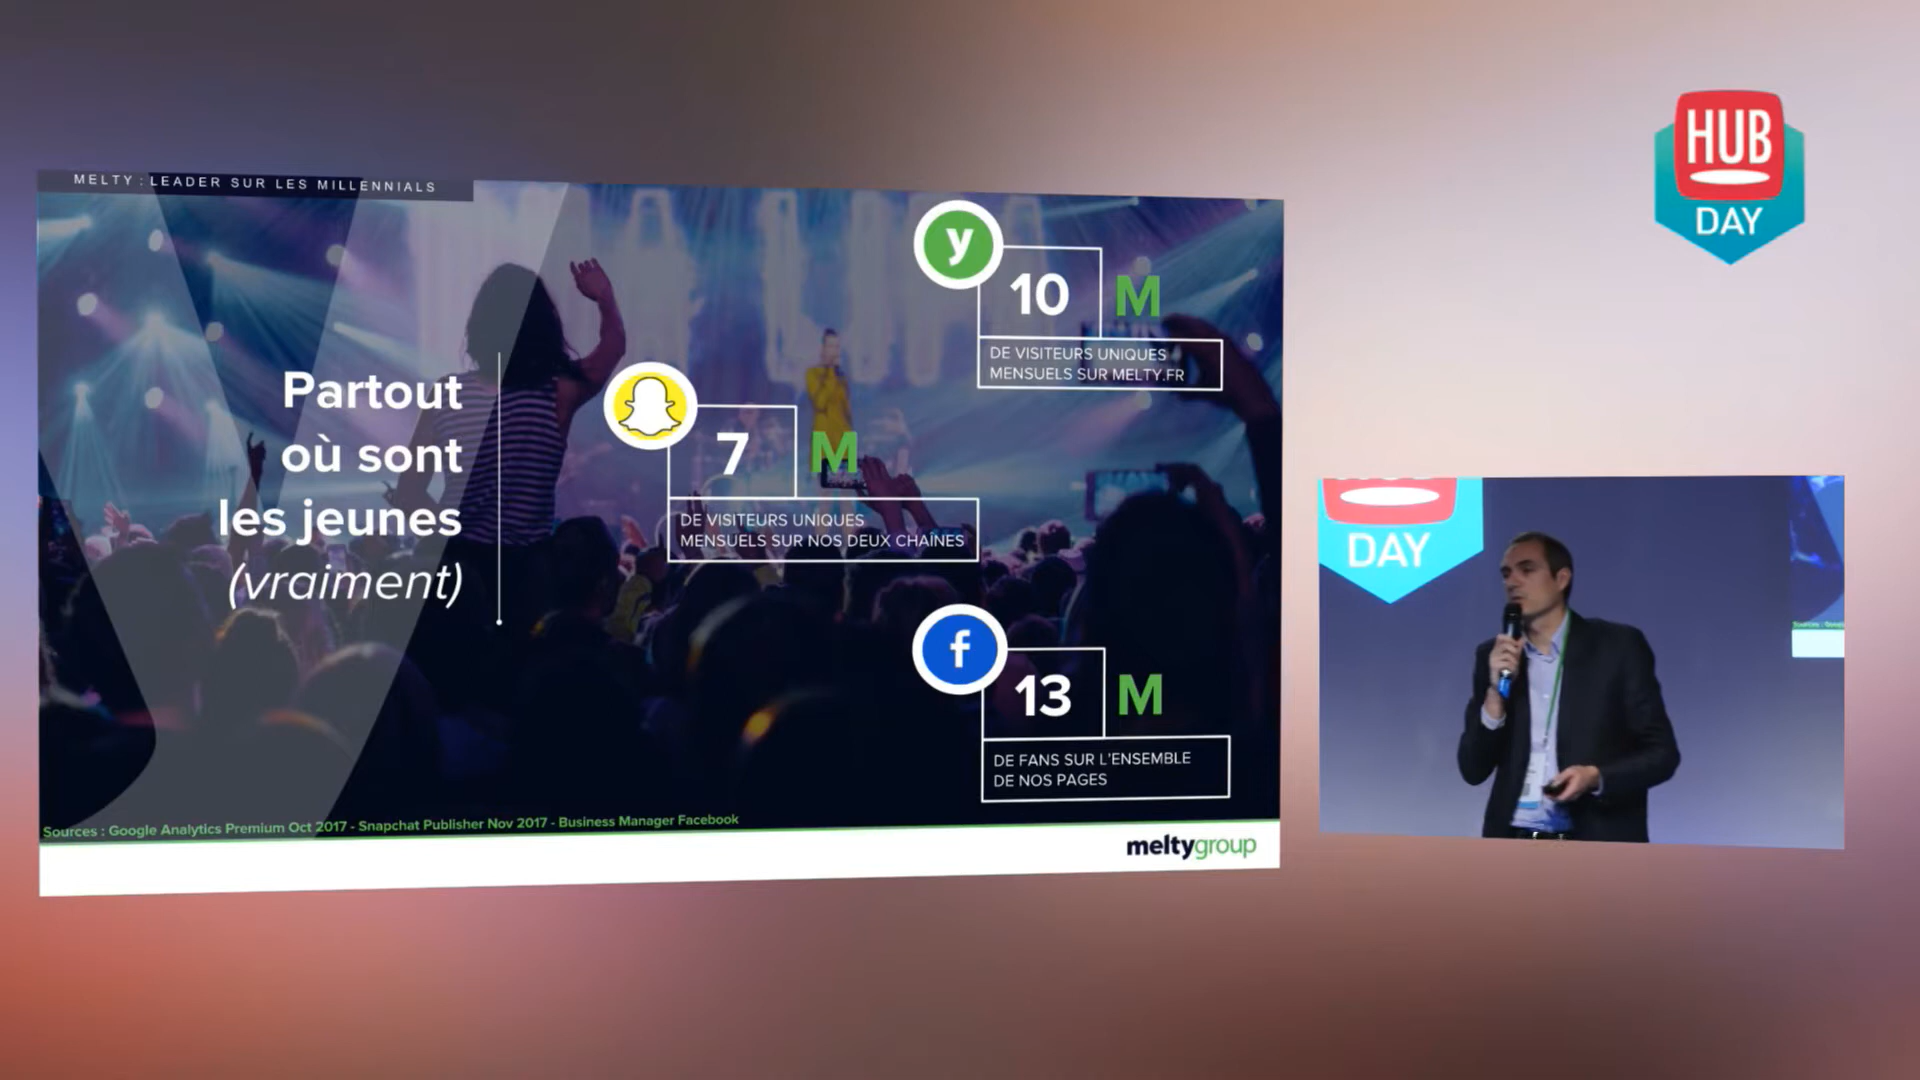 HUB
DAY
MELTY : LEADER SUR LES MILLENNIALS
y
10 M
DE VISITEURS UNIQUES
MENSUELS SUR MELTY.FR
Partout
où sont
les jeunes
(vraiment)
7 M
DE VISITEURS UNIQUES
MENSUELS SUR NOS DEUX CHAÎNES
f
13 M
DE FANS SUR L'ENSEMBLE
DE NOS PAGES
Sources : Google Analytics Premium Oct 2017 - Snapchat Publisher Nov 2017 - Business Manager Facebook
meltygroup
DAY